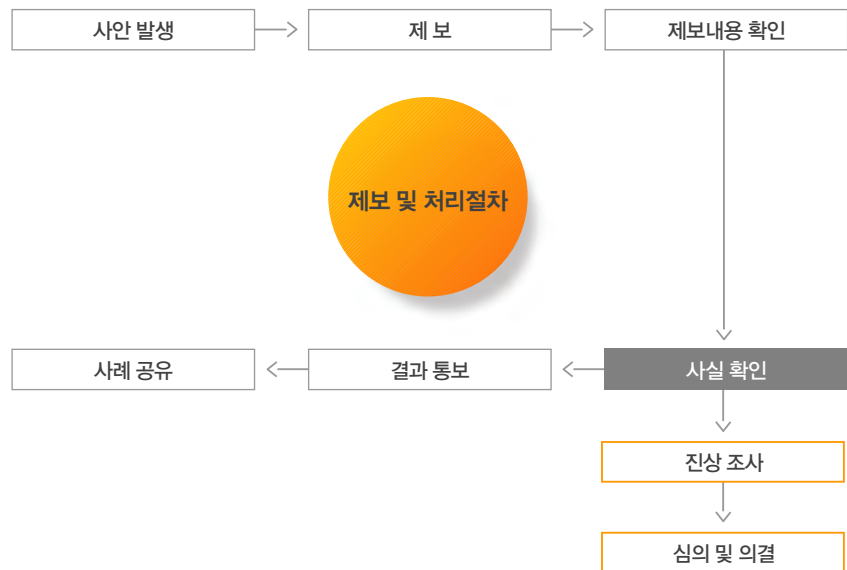 사안 발생
제 보
제보내용 확인
제보 및 처리절차
사례 공유
결과 통보
사실 확인
진상 조사
심의 및 의결